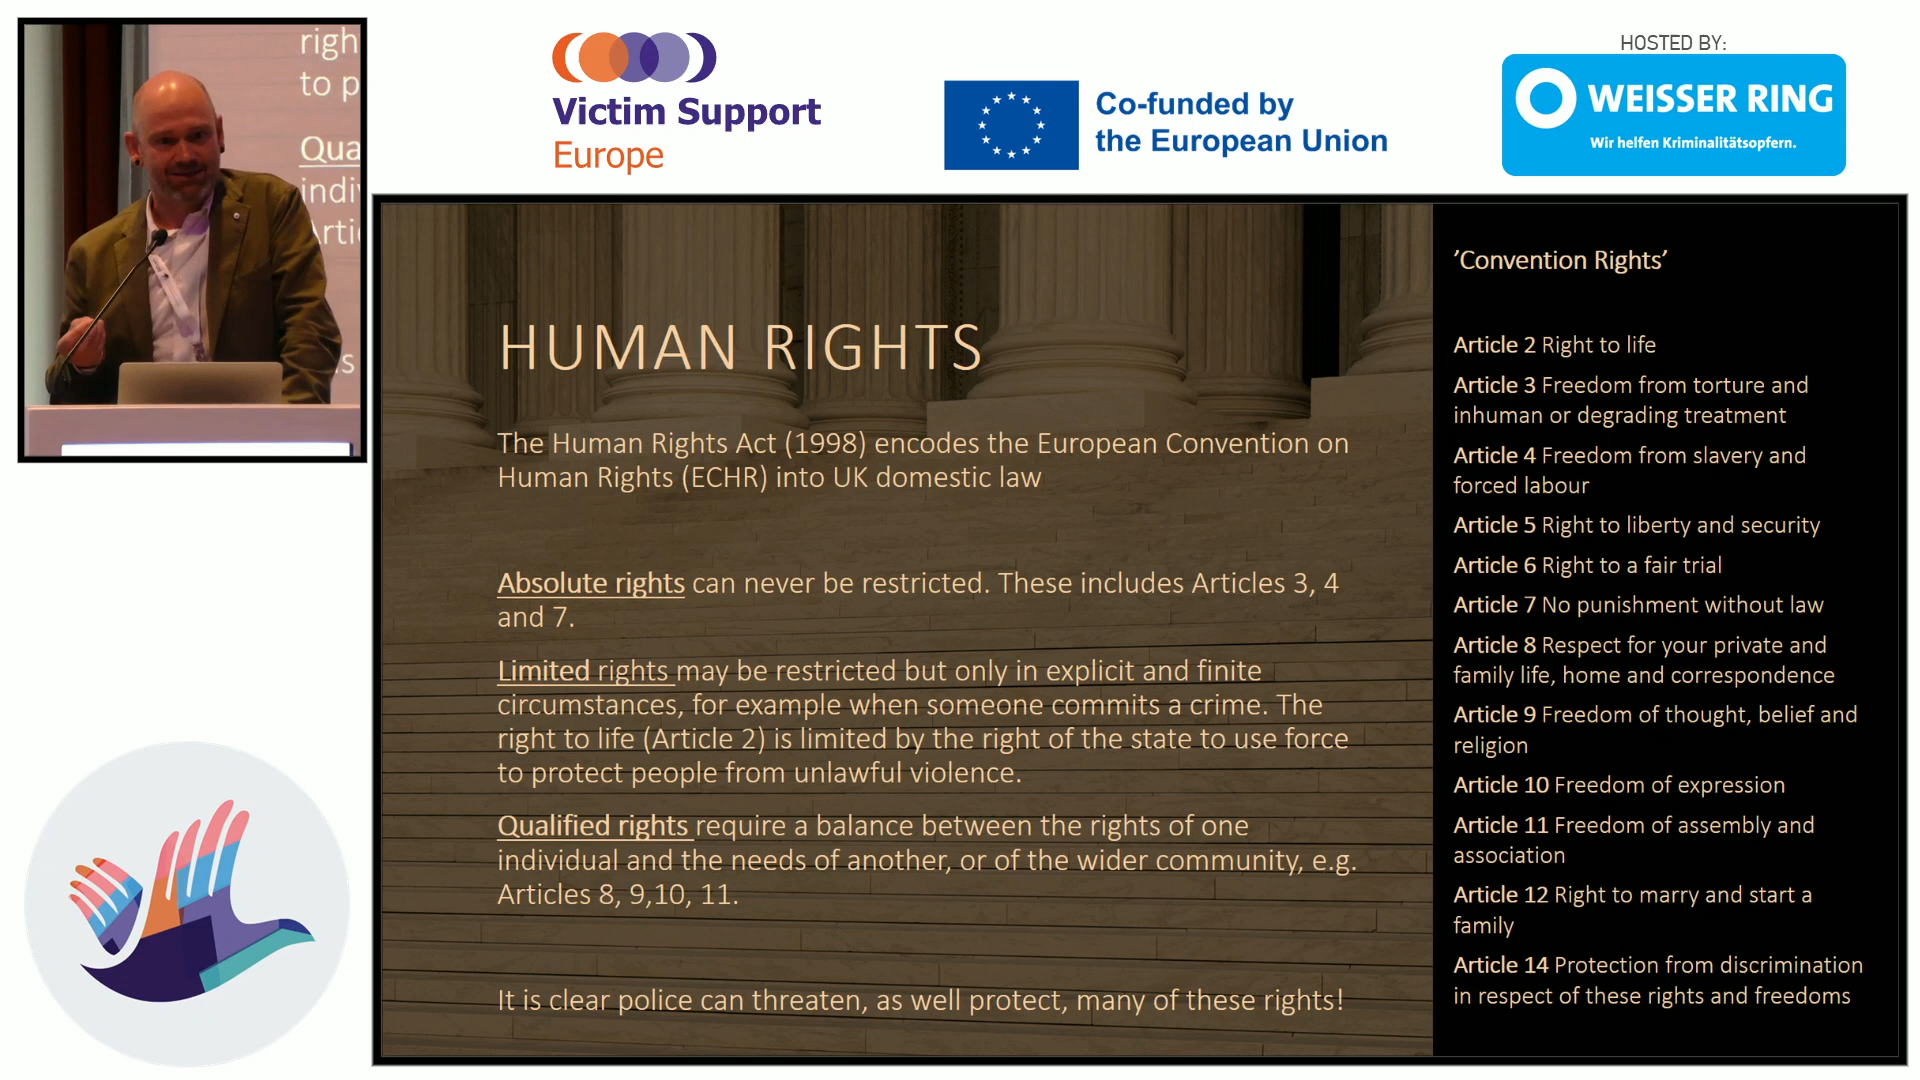 righ
to p
Qua
indiv
Arti
Victim Support
Europe
Co-funded by
the European Union
HOSTED BY:
WEISSER RING
Wir helfen Kriminalitätsopfern.
HUMAN RIGHTS
The Human Rights Act (1998) encodes the European Convention on
Human Rights (ECHR) into UK domestic law
Absolute rights can never be restricted. These includes Articles 3, 4
and 7.
Limited rights may be restricted but only in explicit and finite
circumstances, for example when someone commits a crime. The
right to life (Article 2) is limited by the right of the state to use force
to protect people from unlawful violence.
Qualified rights require a balance between the rights of one
individual and the needs of another, or of the wider community, e.g.
Articles 8, 9,10, 11.
It is clear police can threaten, as well protect, many of these rights!
’Convention Rights’
Article 2 Right to life
Article 3 Freedom from torture and
inhuman or degrading treatment
Article 4 Freedom from slavery and
forced labour
Article 5 Right to liberty and security
Article 6 Right to a fair trial
Article 7 No punishment without law
Article 8 Respect for your private and
family life, home and correspondence
Article 9 Freedom of thought, belief and
religion
Article 10 Freedom of expression
Article 11 Freedom of assembly and
association
Article 12 Right to marry and start a
family
Article 14 Protection from discrimination
in respect of these rights and freedoms